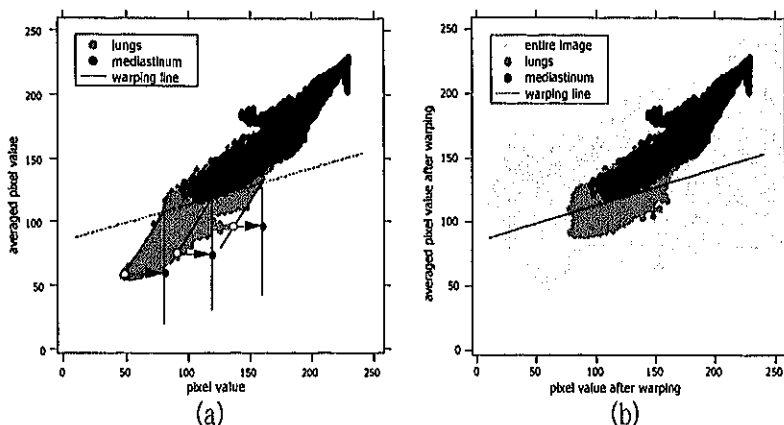 250
200
150
100
50
0
averaged pixel value
lungs
mediastinum
warping line
0
50
100
150
200
250
pixel value
(a)
250
200
150
100
50
0
averaged pixel value after warping
entire image
lungs
mediastinum
warping line
0
50
100
150
200
250
pixel value after warping
(b)